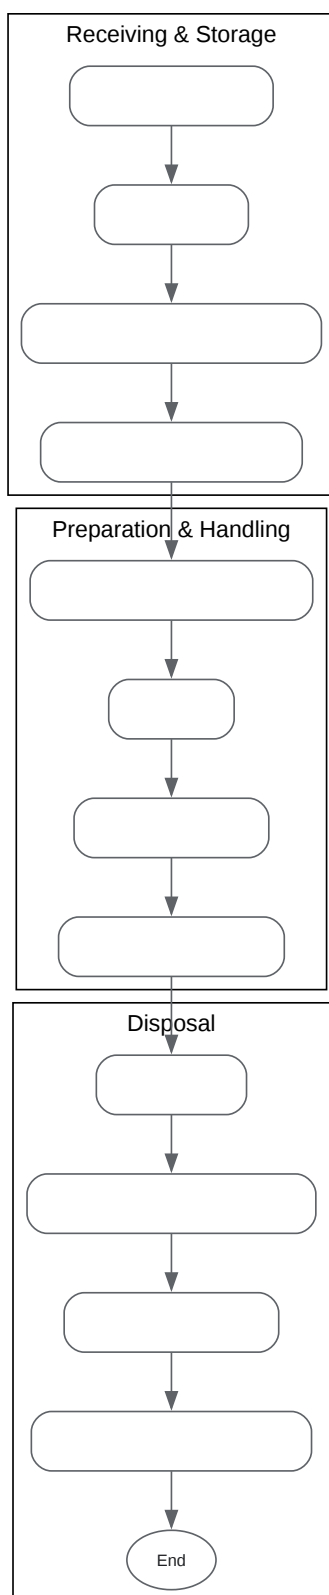 Receiving & Storage
Preparation & Handling
Disposal
End